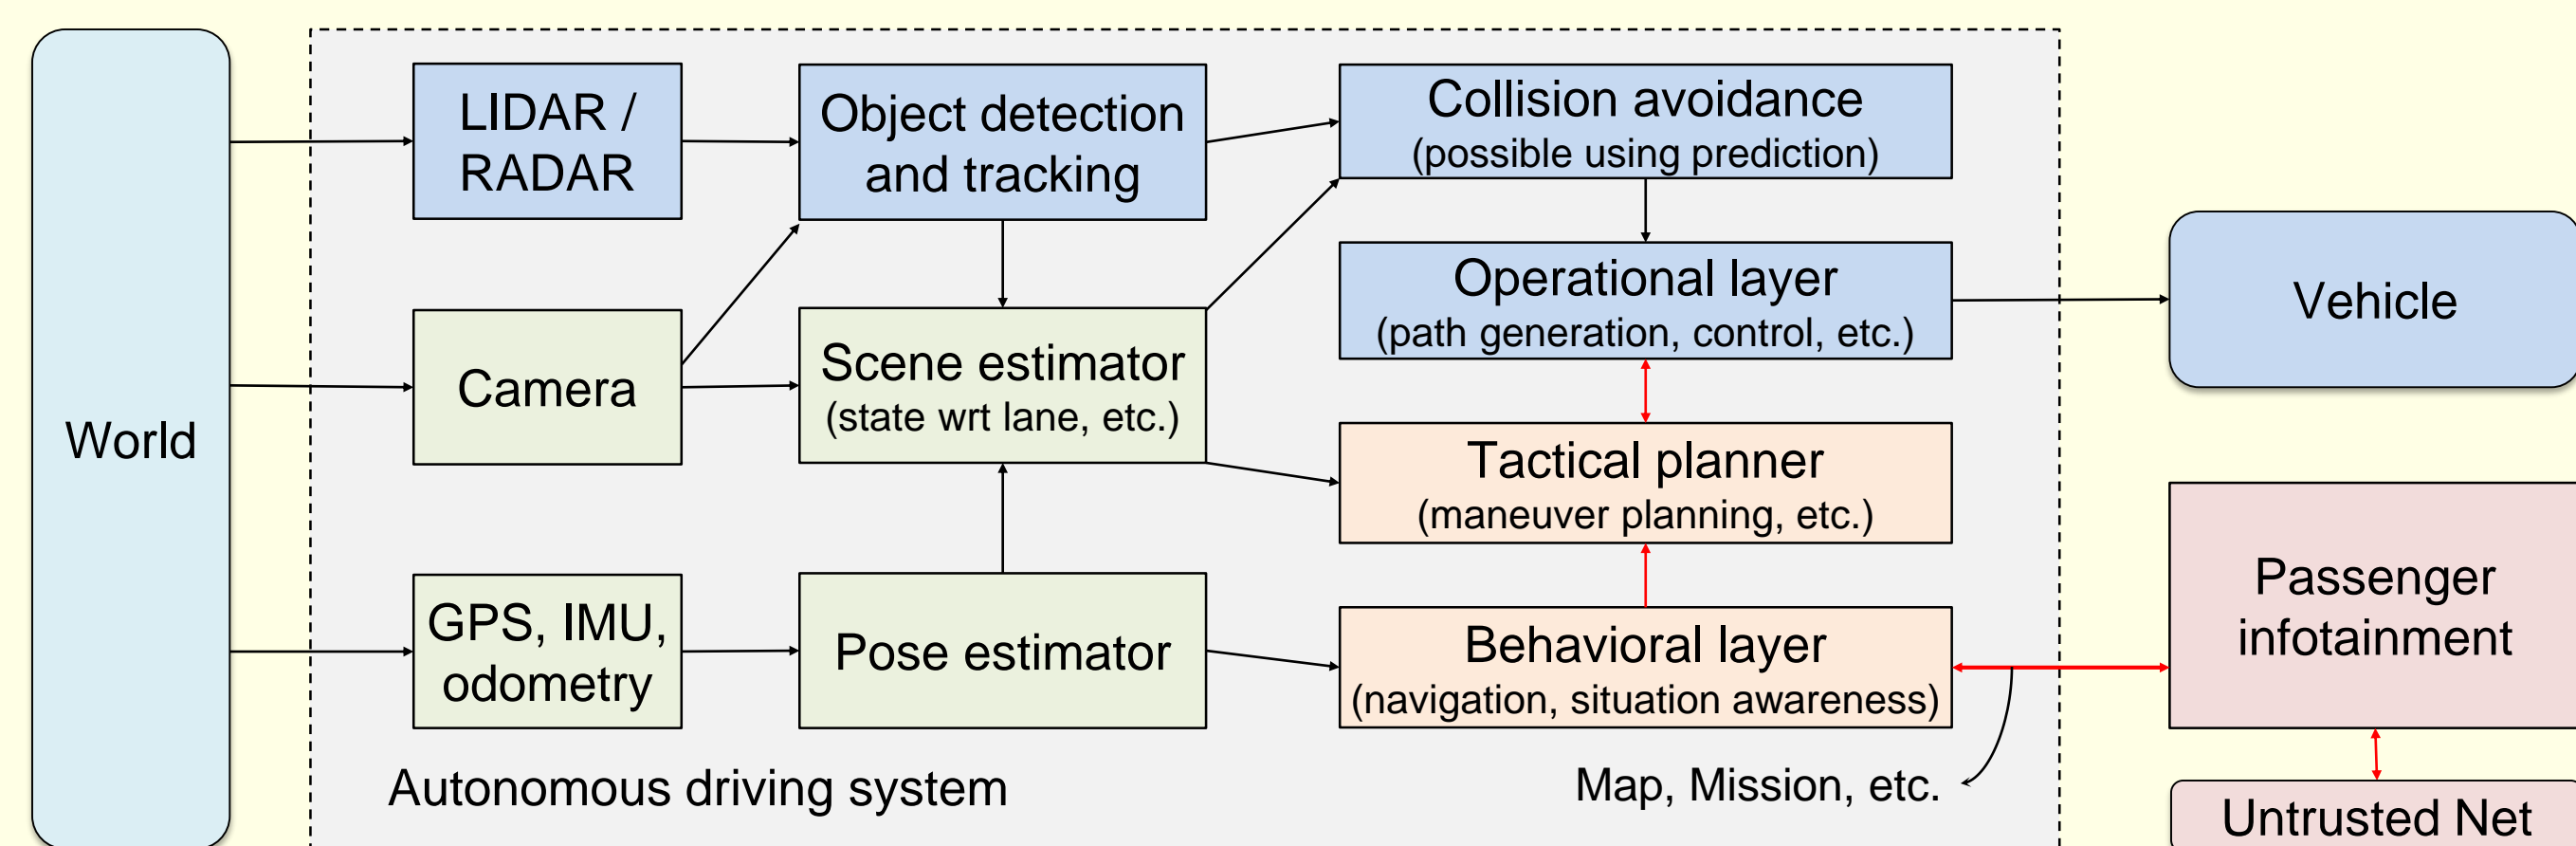 World
LIDAR /
RADAR
Camera
GPS, IMU,
odometry
Object detection
and tracking
Scene estimator
(state wrt lane, etc.)
Pose estimator
Collision avoidance
(possible using prediction)
Operational layer
(path generation, control, etc.)
Tactical planner
(maneuver planning, etc.)
Behavioral layer
(navigation, situation awareness)
Autonomous driving system
Map, Mission, etc.
Vehicle
Passenger
infotainment
Untrusted Net